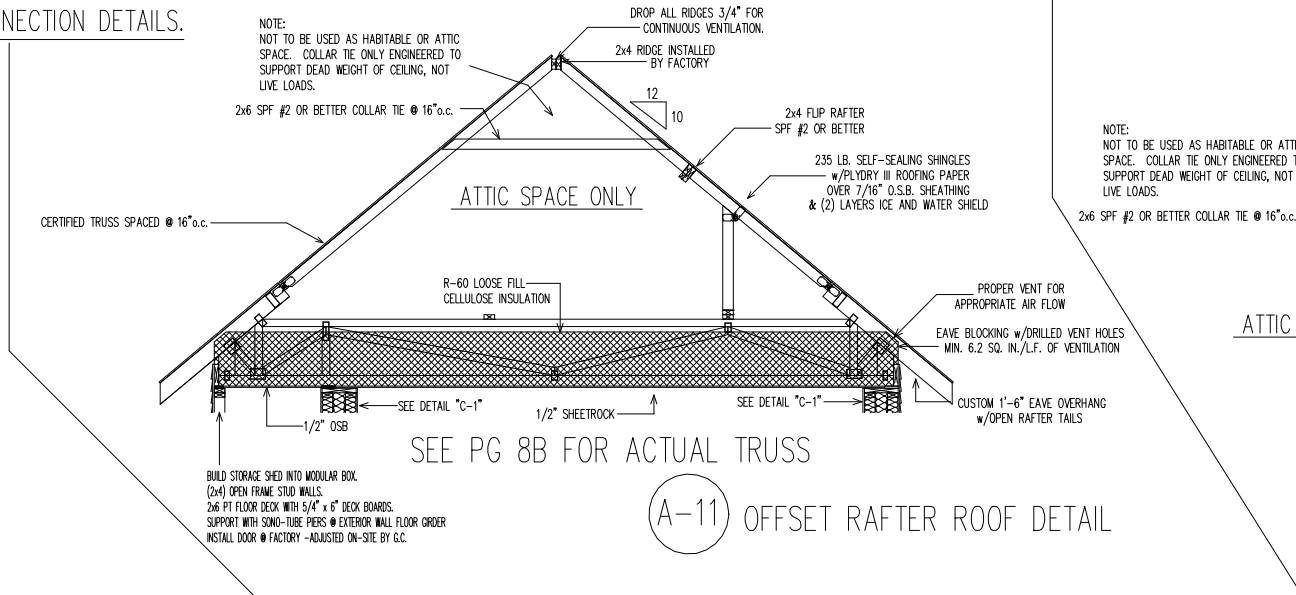 NECTION DETAILS.
NOTE:
NOT TO BE USED AS HABITABLE OR ATTIC
SPACE. COLLAR TIE ONLY ENGINEERED TO
SUPPORT DEAD WEIGHT OF CEILING, NOT
LIVE LOADS.
2x6 SPF #2 OR BETTER COLLAR TIE @ 16"o.c.
DROP ALL RIDGES 3/4" FOR
CONTINUOUS VENTILATION.
2x4 RIDGE INSTALLED
BY FACTORY
12
10
2x4 FLIP RAFTER
SPF #2 OR BETTER
235 LB. SELF-SEALING SHINGLES
w/PLYDRY III ROOFING PAPER
OVER 7/16" O.S.B. SHEATHING
& (2) LAYERS ICE AND WATER SHIELD
ATTIC SPACE ONLY
CERTIFIED TRUSS SPACED @ 16"o.c.
R-60 LOOSE FILL
CELLULOSE INSULATION
PROPER VENT FOR
APPROPRIATE AIR FLOW
EAVE BLOCKING w/DRILLED VENT HOLES
MIN. 6.2 SQ. IN./L.F. OF VENTILATION
SEE DETAIL "C-1"
1/2" SHEETROCK
SEE DETAIL "C-1"
CUSTOM 1'-6" EAVE OVERHANG
w/OPEN RAFTER TAILS
1/2" OSB
SEE PG 8B FOR ACTUAL TRUSS
BUILD STORAGE SHED INTO MODULAR BOX.
(2x4) OPEN FRAME STUD WALLS.
2x6 PT FLOOR DECK WITH 5/4" x 6" DECK BOARDS.
SUPPORT WITH SONO-TUBE PIERS @ EXTERIOR WALL FLOOR GIRDER
INSTALL DOOR @ FACTORY -ADJUSTED ON-SITE BY G.C.
A-11
OFFSET RAFTER ROOF DETAIL
NOTE:
NOT TO BE USED AS HABITABLE OR ATTI
SPACE. COLLAR TIE ONLY ENGINEERED T
SUPPORT DEAD WEIGHT OF CEILING, NOT
LIVE LOADS.
2x6 SPF #2 OR BETTER COLLAR TIE @ 16"o.c.
ATTIC